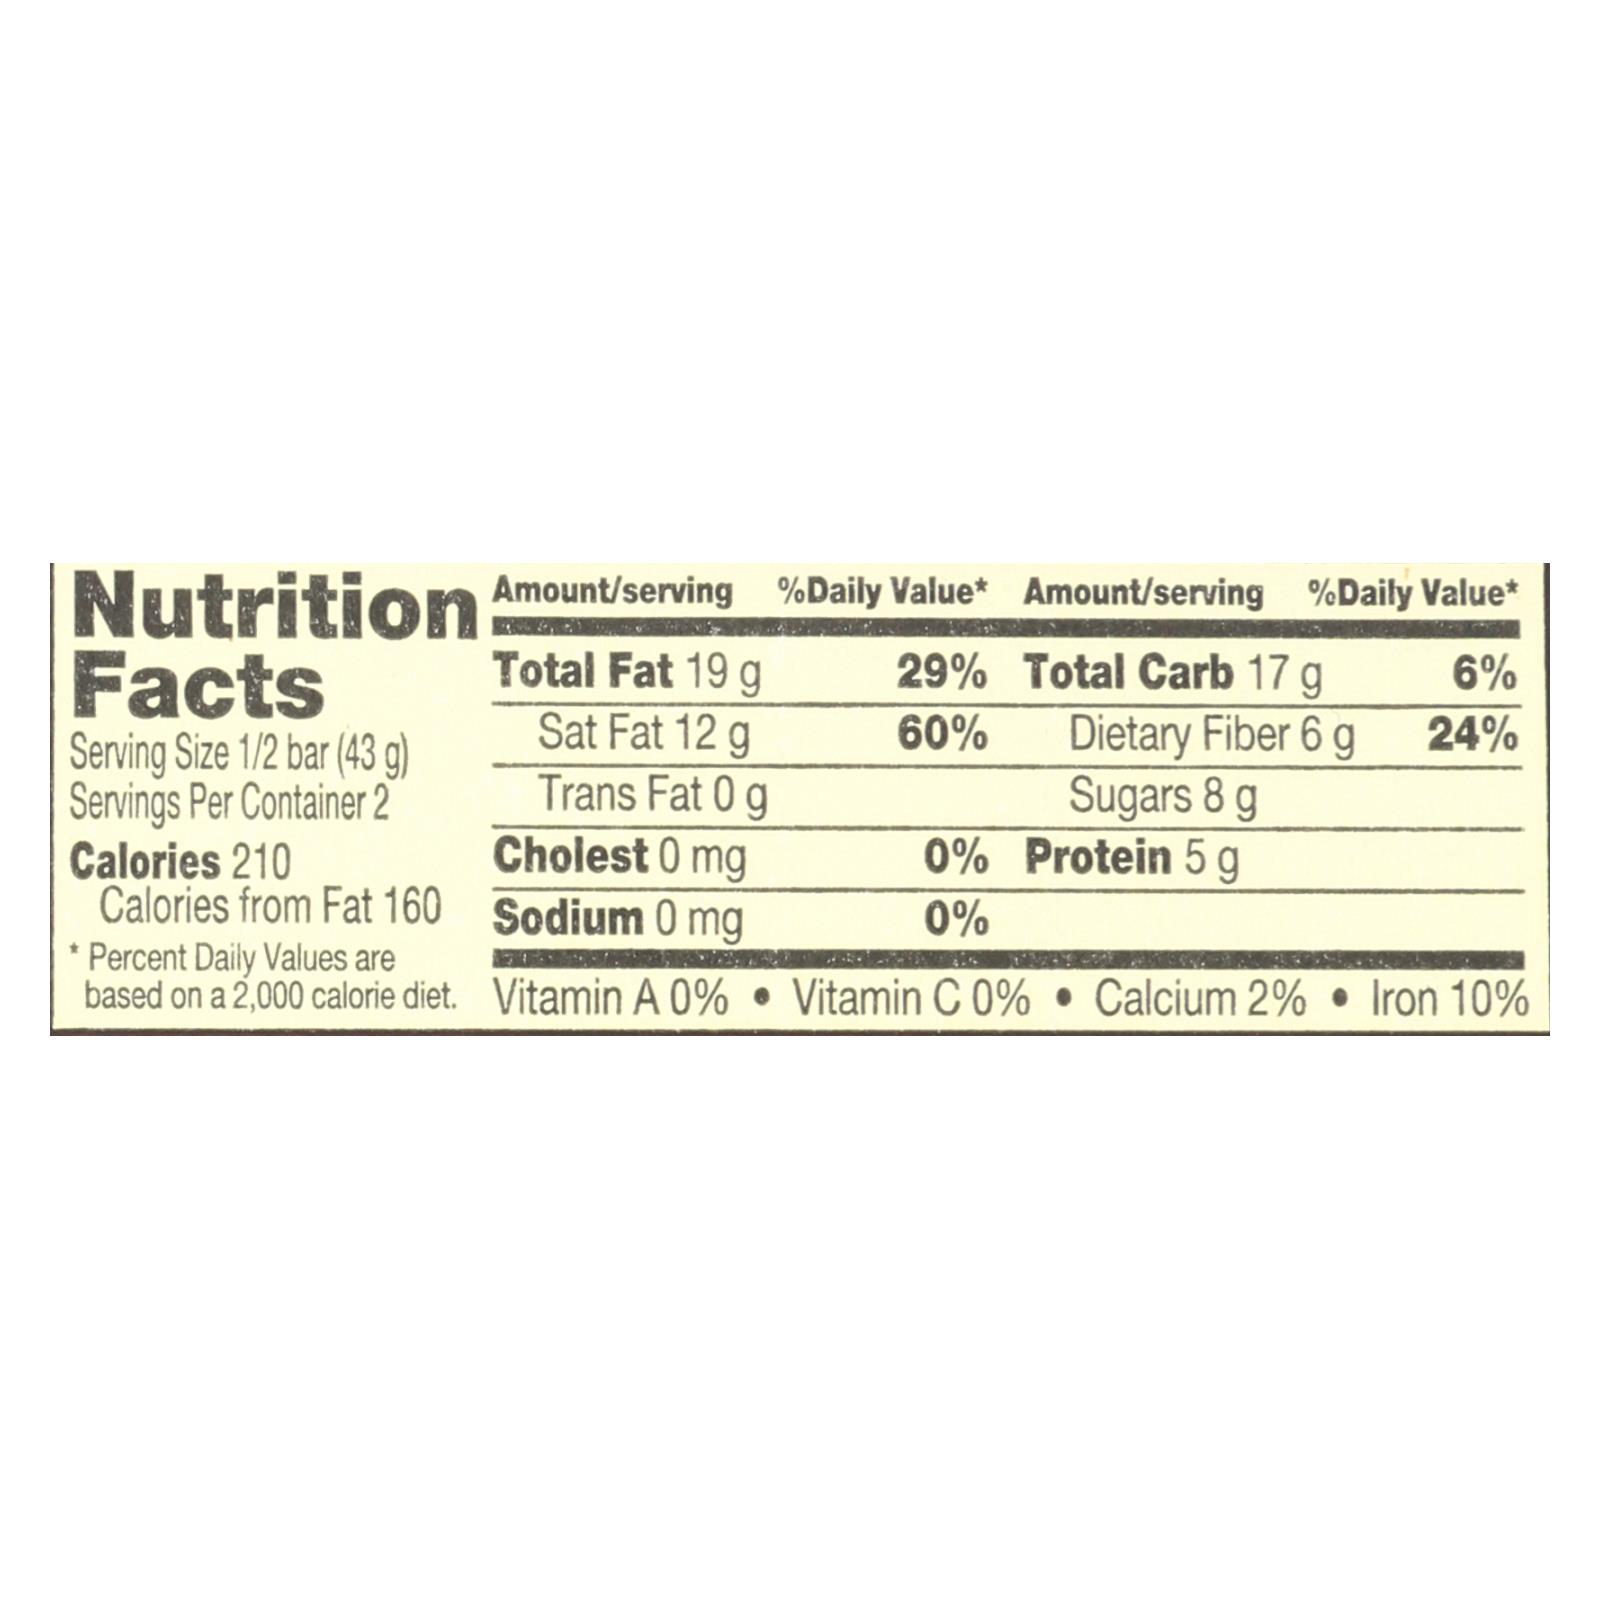 Nutrition
Facts
Serving Size 1/2 bar (43 g)
Servings Per Container 2
Calories 210
Calories from Fat 160
* Percent Daily Values are
based on a 2,000 calorie diet.
Amount/serving %Daily Value* Amount/serving %Daily Value*
Total Fat 19 g 29% Total Carb 17 g 6%
Sat Fat 12 g 60% Dietary Fiber 6 g 24%
Trans Fat 0 g Sugars 8 g
Cholest 0 mg 0% Protein 5 g
Sodium 0 mg 0%
Vitamin A 0% • Vitamin C 0% • Calcium 2% • Iron 10%